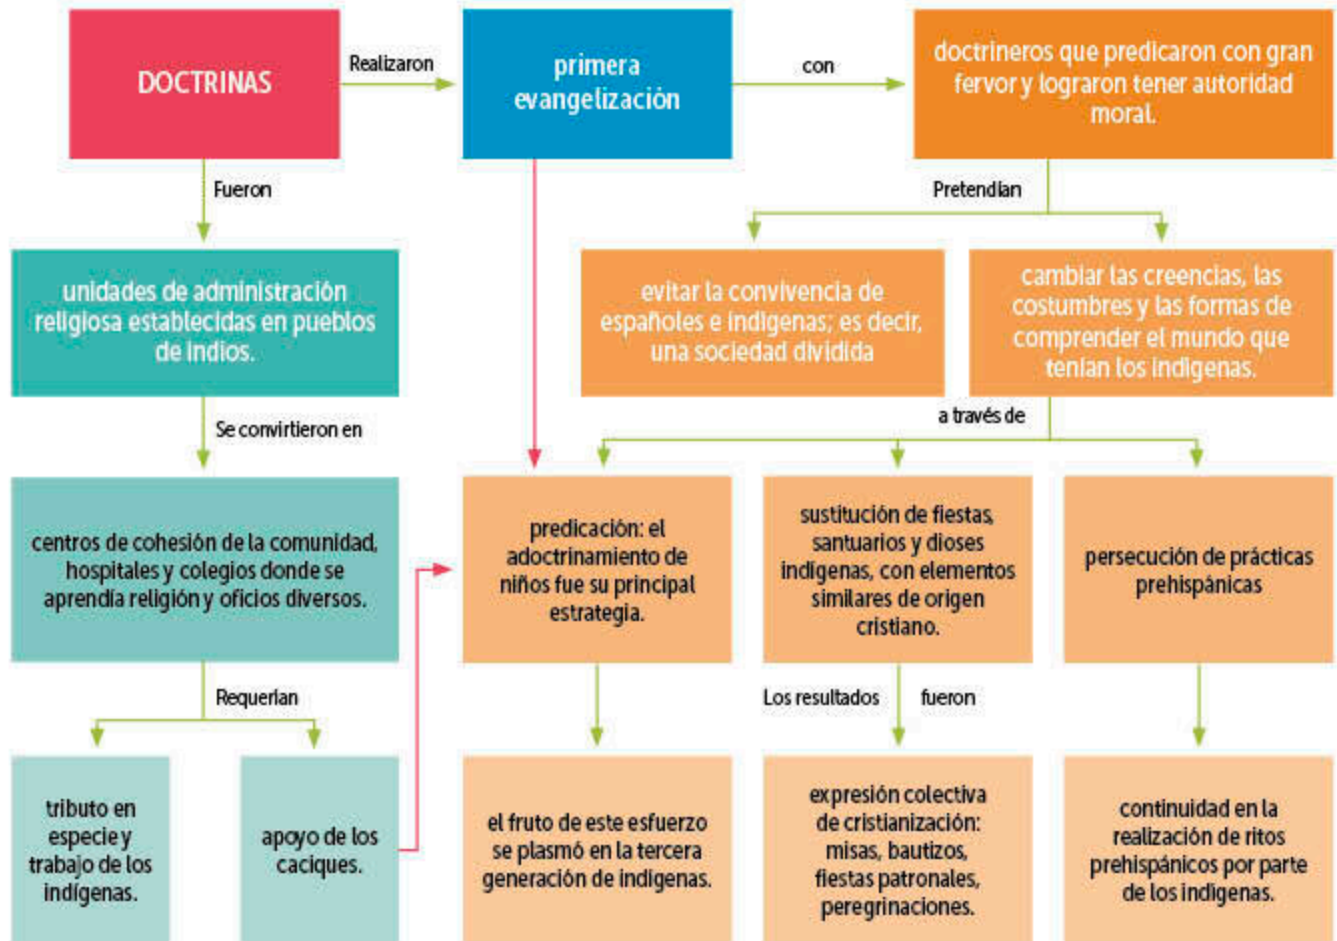 DOCTRINAS
Realizaron
primera
evangelización
con
doctrineros que predicaron con gran
fervor y lograron tener autoridad
moral.
Fueron
Pretendían
unidades de administración
religiosa establecidas en pueblos
de indios.
evitar la convivencia de
españoles e indígenas; es decir,
una sociedad dividida
cambiar las creencias, las
costumbres y las formas de
comprender el mundo que
tenían los indígenas.
Se convirtieron en
a través de
centros de cohesión de la comunidad,
hospitales y colegios donde se
aprendía religión y oficios diversos.
predicación: el
adoctrinamiento de
niños fue su principal
estrategia.
sustitución de fiestas,
santuarios y dioses
indígenas, con elementos
similares de origen
cristiano.
persecución de prácticas
prehispánicas
Requerían
Los resultados fueron
tributo en
especie y
trabajo de los
indígenas.
apoyo de los
caciques.
el fruto de este esfuerzo
se plasmó en la tercera
generación de indígenas.
expresión colectiva
de cristianización:
misas, bautizos,
fiestas patronales,
peregrinaciones.
continuidad en la
realización de ritos
prehispánicos por parte
de los indígenas.